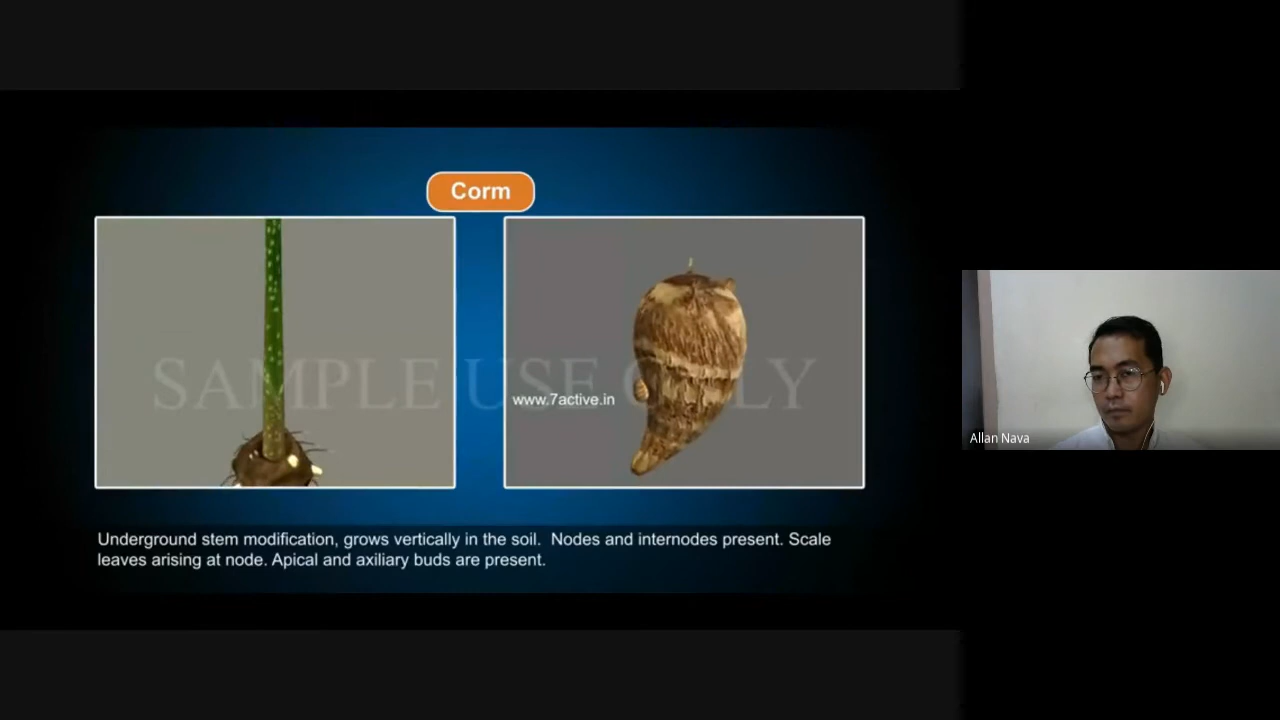 Corm
SAMPLE USE ONLY
www.7active.in
Underground stem modification, grows vertically in the soil. Nodes and internodes present. Scale
leaves arising at node. Apical and axiliary buds are present.
Allan Nava